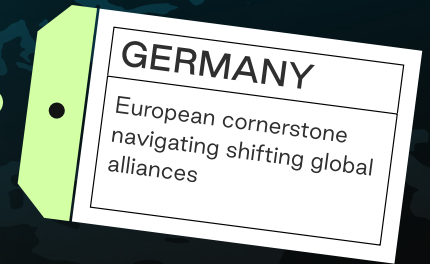 GERMANY
European cornerstone
navigating shifting global
alliances